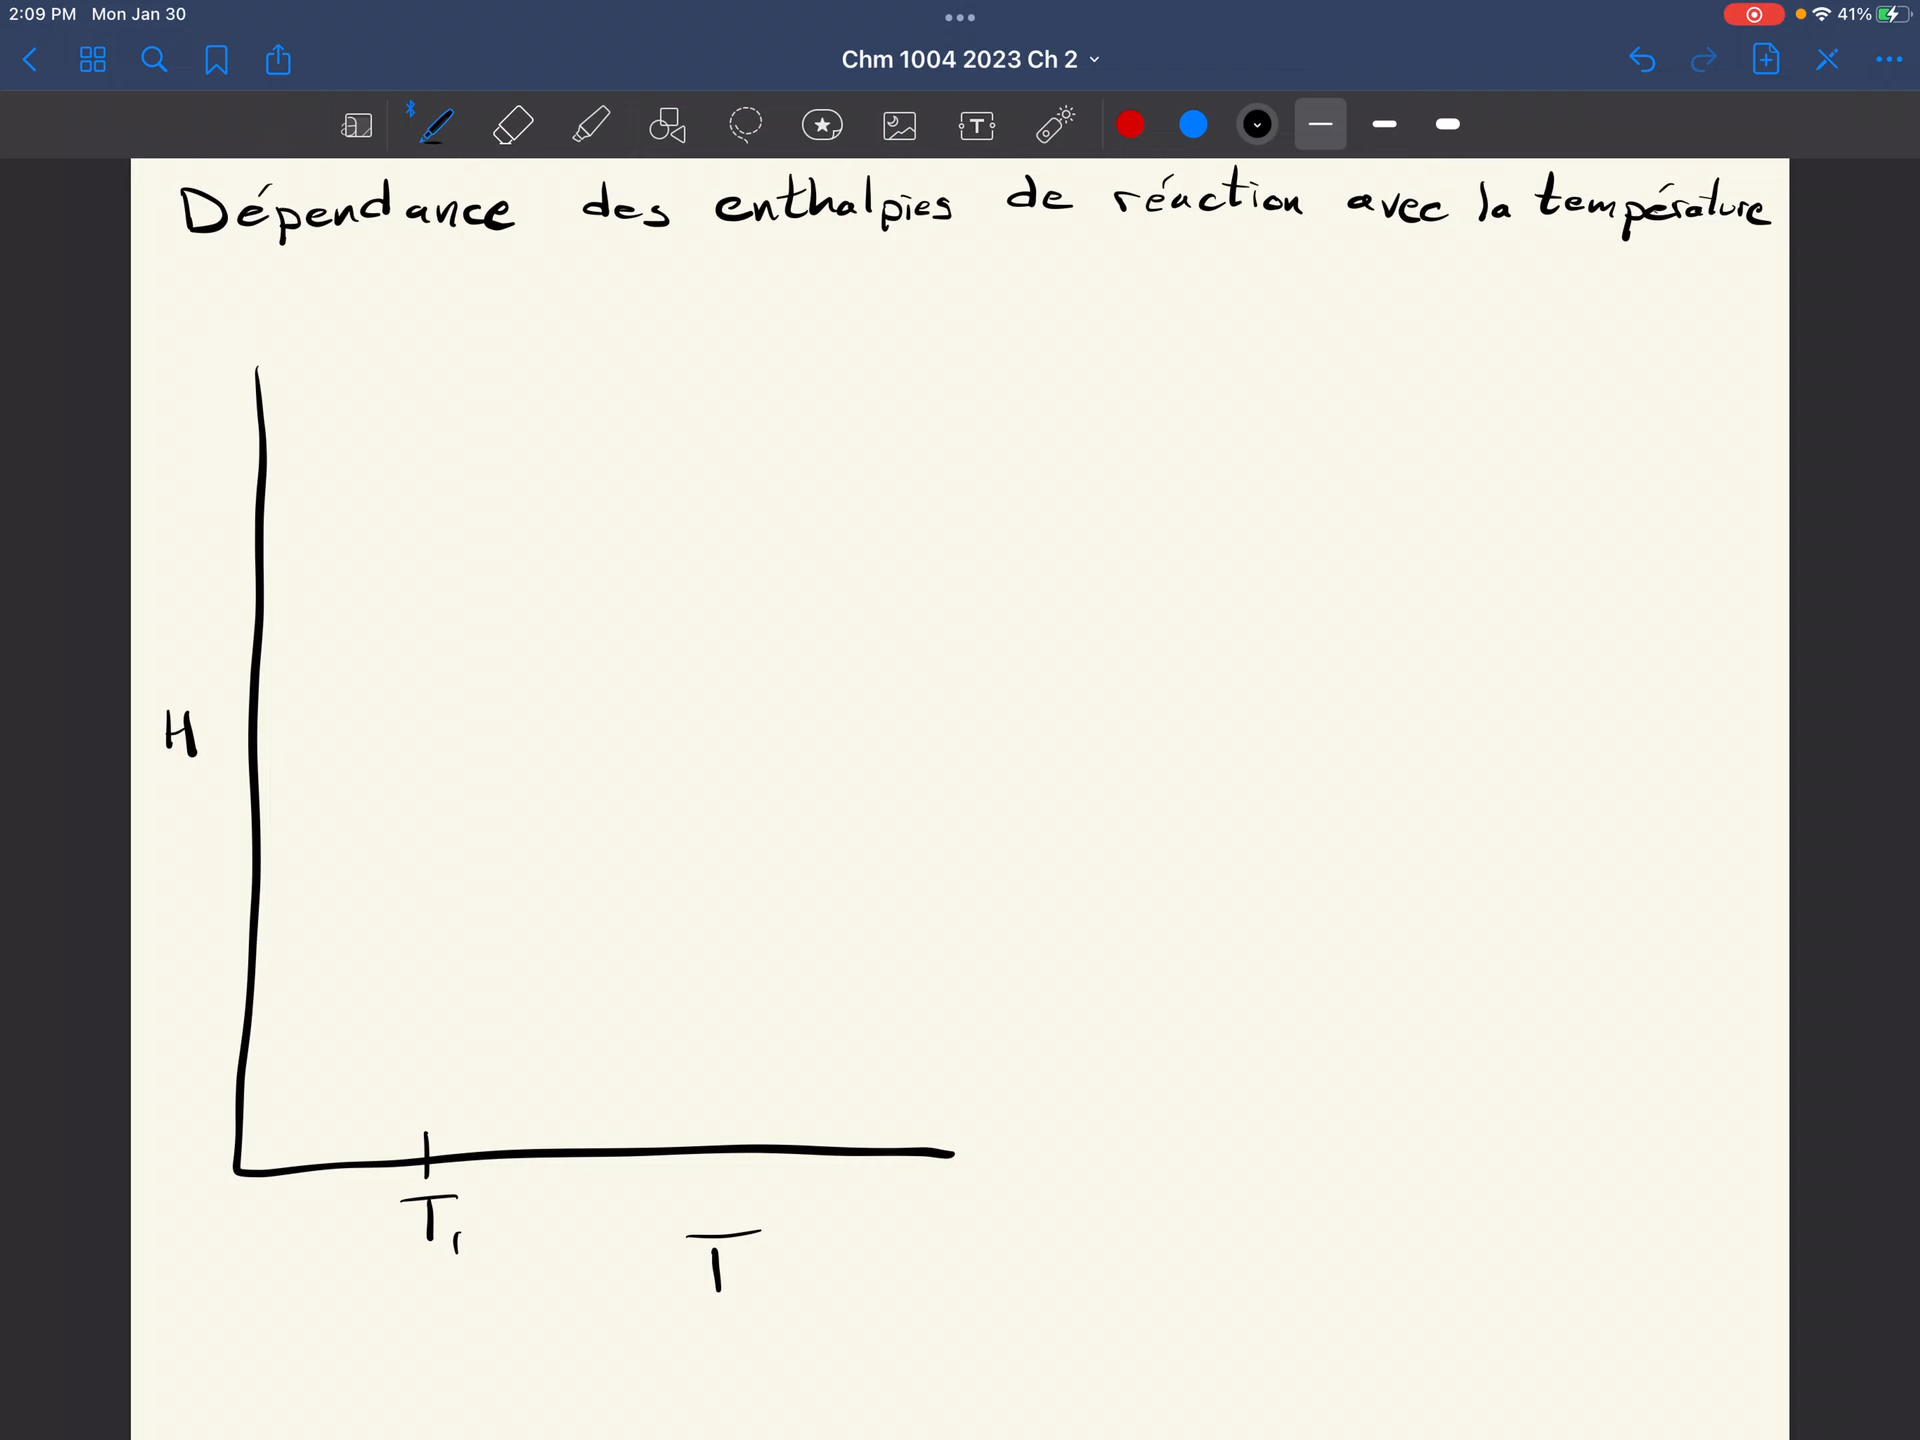 2:09 PM Mon Jan 30
41%
Chm 1004 2023 Ch 2
Dépendance des enthalpies de réaction avec la température
H
T₁
T